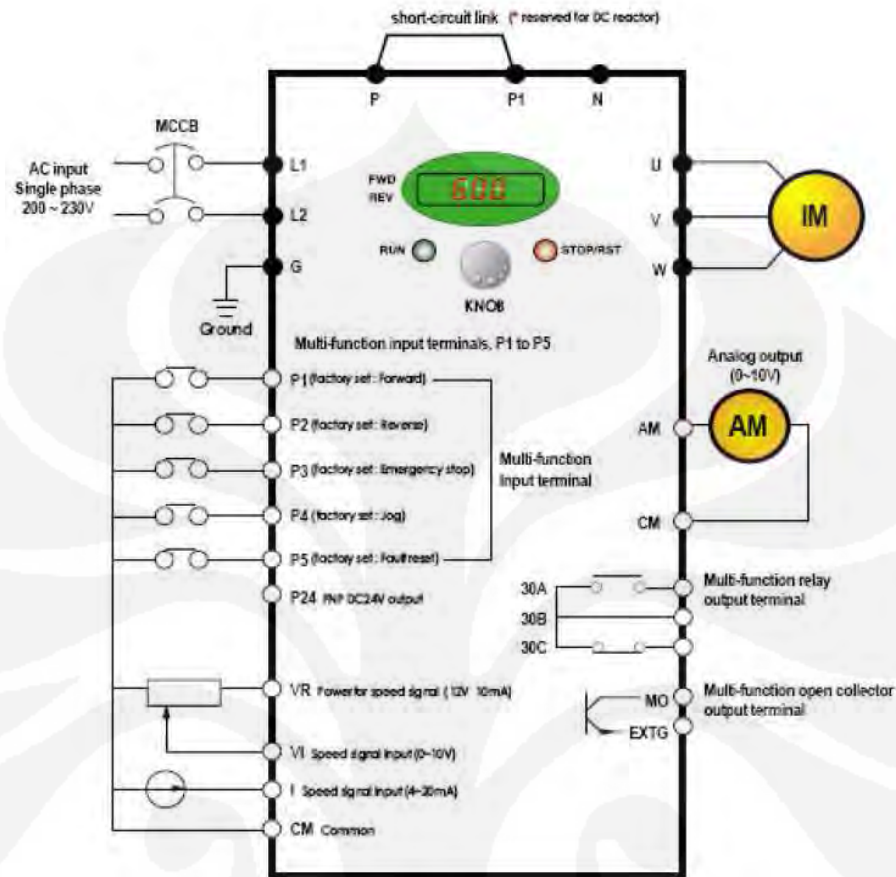 short-circuit link (* reserved for DC reactor)
P
P1
N
MCCB
AC input
Single phase
200 ~ 230V
L1
L2
G
Ground
FWD
REV
600
RUN
STOP/RST
KNOB
U
V
W
IM
Multi-function input terminals, P1 to P5
P1 (factory set : Forward)
P2 (factory set : Reverse)
P3 (factory set : Emergency stop)
P4 (factory set : Jog)
P5 (factory set : Fault reset)
Multi-function
Input terminal
P24 PNP DC24V output
VR Power for speed signal ( 12V 10mA)
VI Speed signal input (0~10V)
I Speed signal input (4~20mA)
CM Common
Analog output
(0~10V)
AM
AM
CM
30A
30B
30C
Multi-function relay
output terminal
MO
EXTG
Multi-function open collector
output terminal